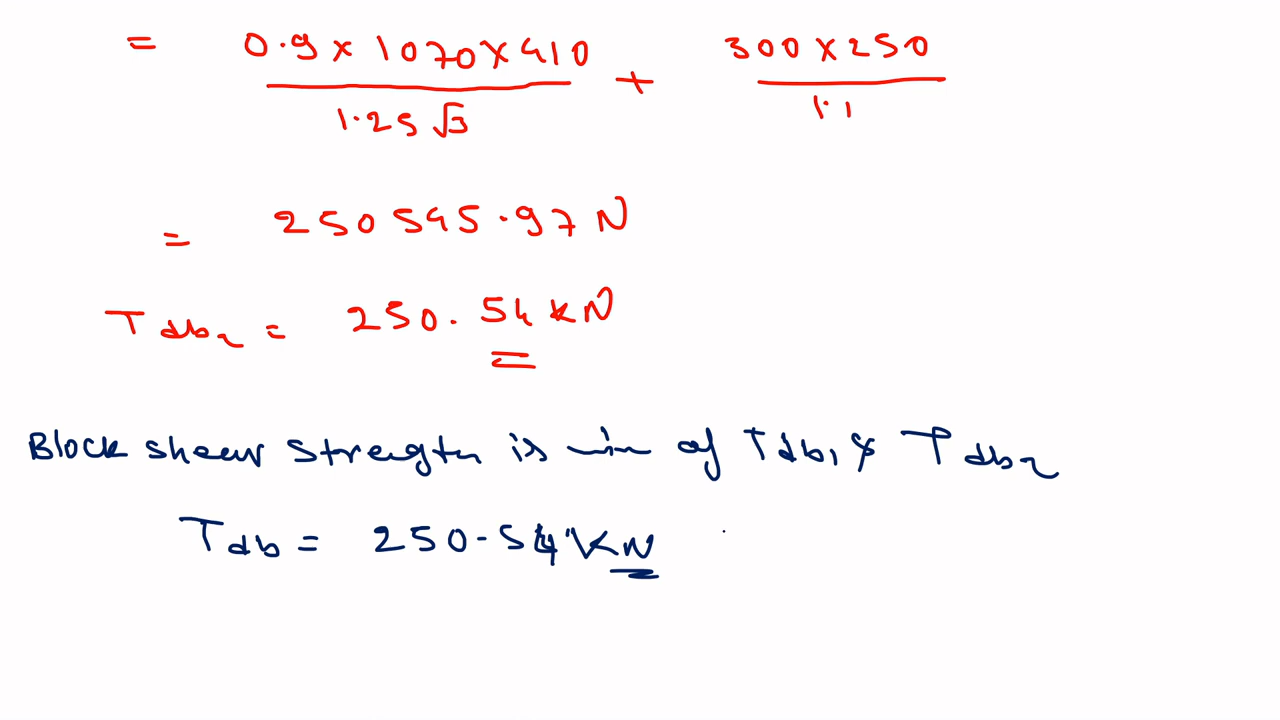 = 0.9 × 1070 × 410 / 1.25 √3 + 300 × 250 / 1.1
= 250545.97 N
Tdb2 = 250.54 kN
Block shear strength is min of Tdb1 & Tdb2
Tdb = 250.54 kN